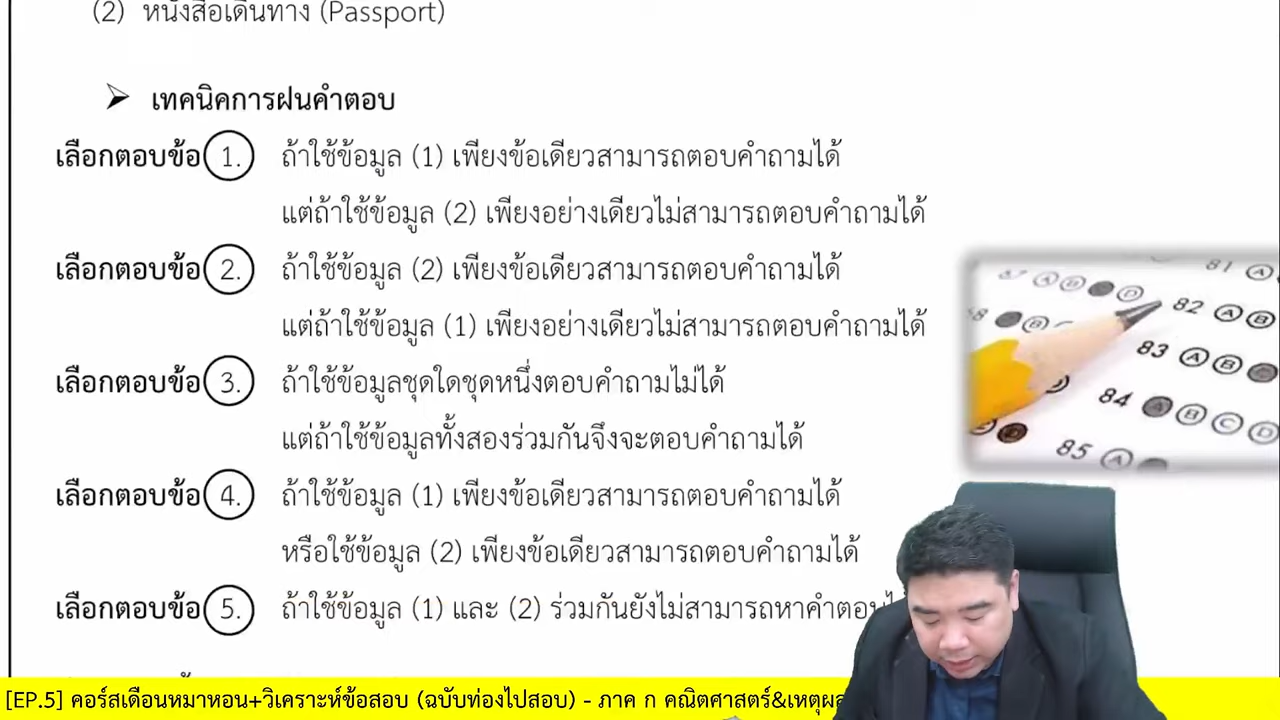 (2) หนังสือเดินทาง (Passport)
➢ เทคนิคการฝนคำตอบ
เลือกตอบข้อ 1. ถ้าใช้ข้อมูล (1) เพียงข้อเดียวสามารถตอบคำถามได้
แต่ถ้าใช้ข้อมูล (2) เพียงอย่างเดียวไม่สามารถตอบคำถามได้
เลือกตอบข้อ 2. ถ้าใช้ข้อมูล (2) เพียงข้อเดียวสามารถตอบคำถามได้
แต่ถ้าใช้ข้อมูล (1) เพียงอย่างเดียวไม่สามารถตอบคำถามได้
เลือกตอบข้อ 3. ถ้าใช้ข้อมูลชุดใดชุดหนึ่งตอบคำถามไม่ได้
แต่ถ้าใช้ข้อมูลทั้งสองร่วมกันจึงจะตอบคำถามได้
เลือกตอบข้อ 4. ถ้าใช้ข้อมูล (1) เพียงข้อเดียวสามารถตอบคำถามได้
หรือใช้ข้อมูล (2) เพียงข้อเดียวสามารถตอบคำถามได้
เลือกตอบข้อ 5. ถ้าใช้ข้อมูล (1) และ (2) ร่วมกันยังไม่สามารถหาคำตอบ
81 A
82 A B
83 A B
84 A B C D
85 A
[EP.5] คอร์สเดือนหมาหอน+วิเคราะห์ข้อสอบ (ฉบับท่องไปสอบ) - ภาค ก คณิตศาสตร์&